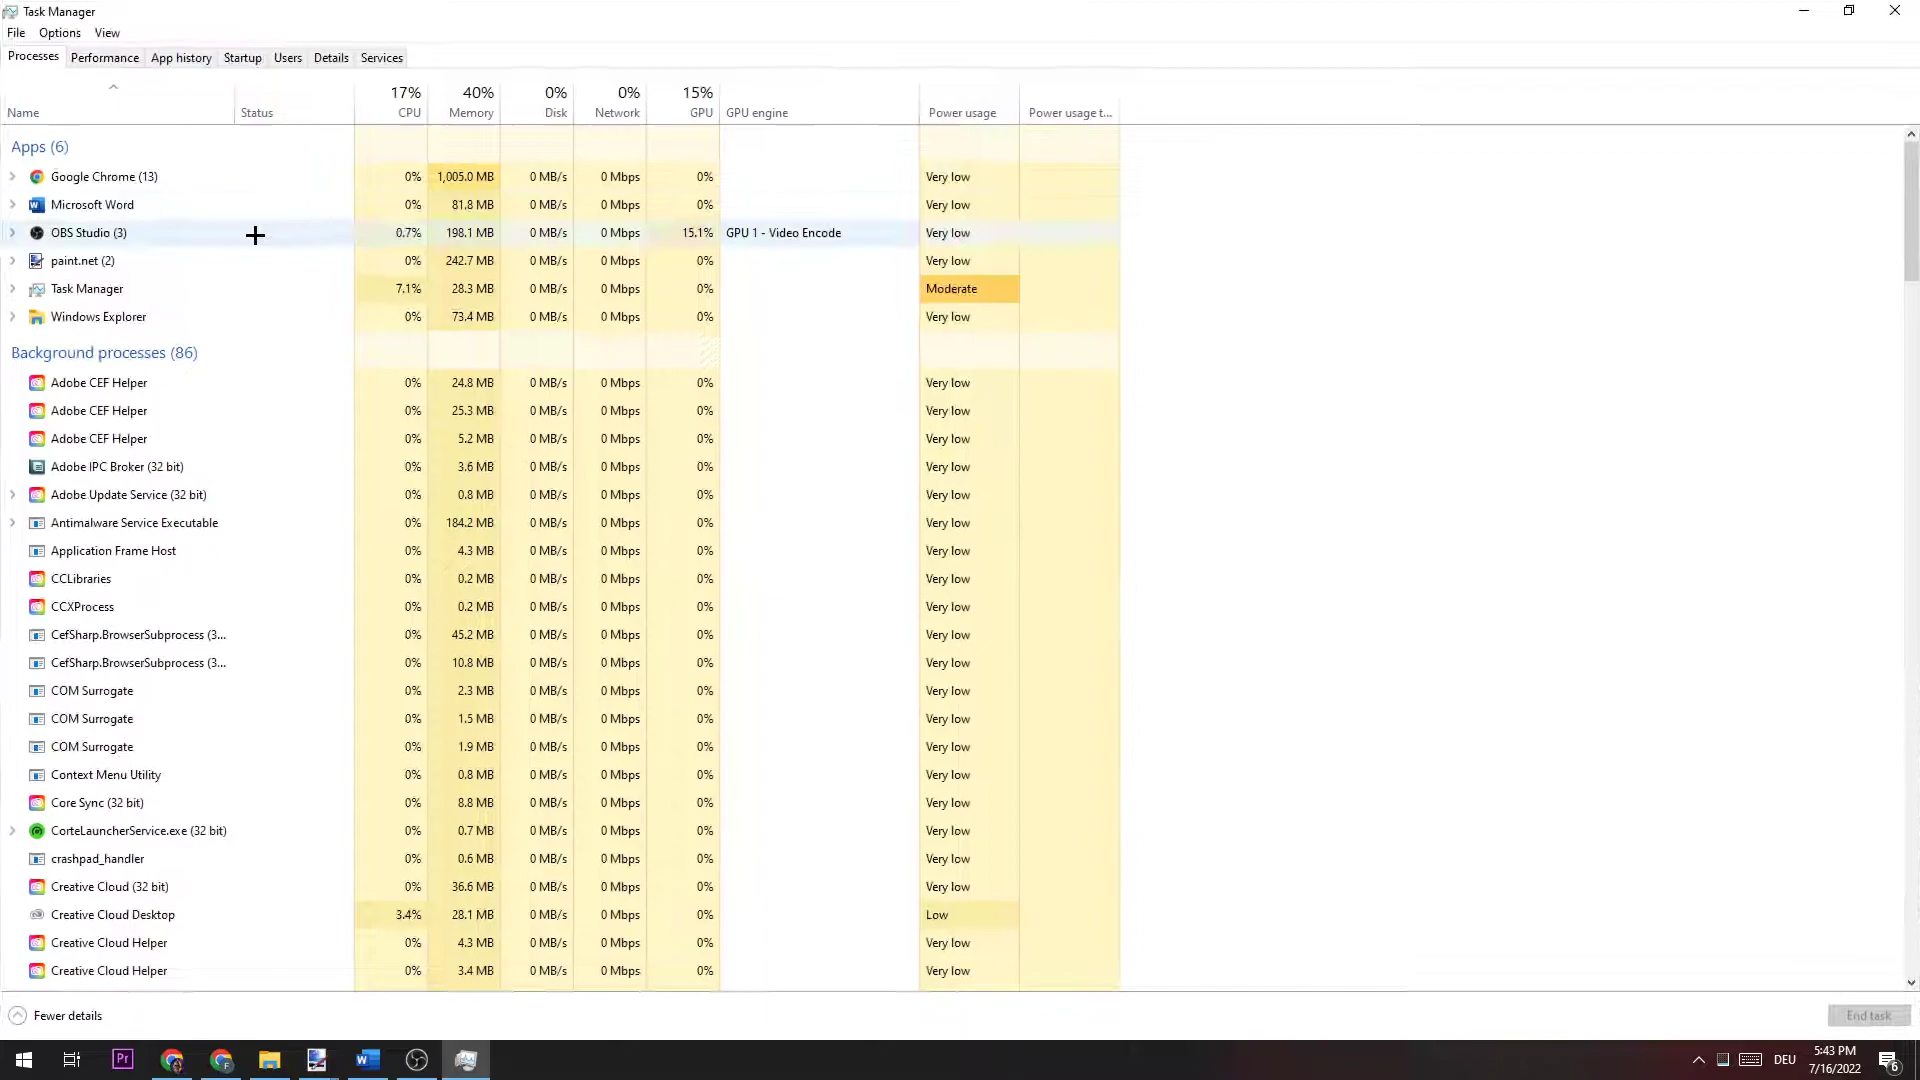 Task Manager
File Options View
Processes Performance App history Startup Users Details Services
17% 40% 0% 0% 15%
Name Status CPU Memory Disk Network GPU GPU engine Power usage Power usage t...
Apps (6)
Google Chrome (13) 0% 1,005.0 MB 0 MB/s 0 Mbps 0% Very low
Microsoft Word 0% 81.8 MB 0 MB/s 0 Mbps 0% Very low
OBS Studio (3) 0.7% 198.1 MB 0 MB/s 0 Mbps 15.1% GPU 1 - Video Encode Very low
paint.net (2) 0% 242.7 MB 0 MB/s 0 Mbps 0% Very low
Task Manager 7.1% 28.3 MB 0 MB/s 0 Mbps 0% Moderate
Windows Explorer 0% 73.4 MB 0 MB/s 0 Mbps 0% Very low
Background processes (86)
Adobe CEF Helper 0% 24.8 MB 0 MB/s 0 Mbps 0% Very low
Adobe CEF Helper 0% 25.3 MB 0 MB/s 0 Mbps 0% Very low
Adobe CEF Helper 0% 5.2 MB 0 MB/s 0 Mbps 0% Very low
Adobe IPC Broker (32 bit) 0% 3.6 MB 0 MB/s 0 Mbps 0% Very low
Adobe Update Service (32 bit) 0% 0.8 MB 0 MB/s 0 Mbps 0% Very low
Antimalware Service Executable 0% 184.2 MB 0 MB/s 0 Mbps 0% Very low
Application Frame Host 0% 4.3 MB 0 MB/s 0 Mbps 0% Very low
CCLibraries 0% 0.2 MB 0 MB/s 0 Mbps 0% Very low
CCXProcess 0% 0.2 MB 0 MB/s 0 Mbps 0% Very low
CefSharp.BrowserSubprocess (3... 0% 45.2 MB 0 MB/s 0 Mbps 0% Very low
CefSharp.BrowserSubprocess (3... 0% 10.8 MB 0 MB/s 0 Mbps 0% Very low
COM Surrogate 0% 2.3 MB 0 MB/s 0 Mbps 0% Very low
COM Surrogate 0% 1.5 MB 0 MB/s 0 Mbps 0% Very low
COM Surrogate 0% 1.9 MB 0 MB/s 0 Mbps 0% Very low
Context Menu Utility 0% 0.8 MB 0 MB/s 0 Mbps 0% Very low
Core Sync (32 bit) 0% 8.8 MB 0 MB/s 0 Mbps 0% Very low
CorteLauncherService.exe (32 bit) 0% 0.7 MB 0 MB/s 0 Mbps 0% Very low
crashpad_handler 0% 0.6 MB 0 MB/s 0 Mbps 0% Very low
Creative Cloud (32 bit) 0% 36.6 MB 0 MB/s 0 Mbps 0% Very low
Creative Cloud Desktop 3.4% 28.1 MB 0 MB/s 0 Mbps 0% Low
Creative Cloud Helper 0% 4.3 MB 0 MB/s 0 Mbps 0% Very low
Creative Cloud Helper 0% 3.4 MB 0 MB/s 0 Mbps 0% Very low
Fewer details End task
Pr W DEU 5:43 PM
7/16/2022 6